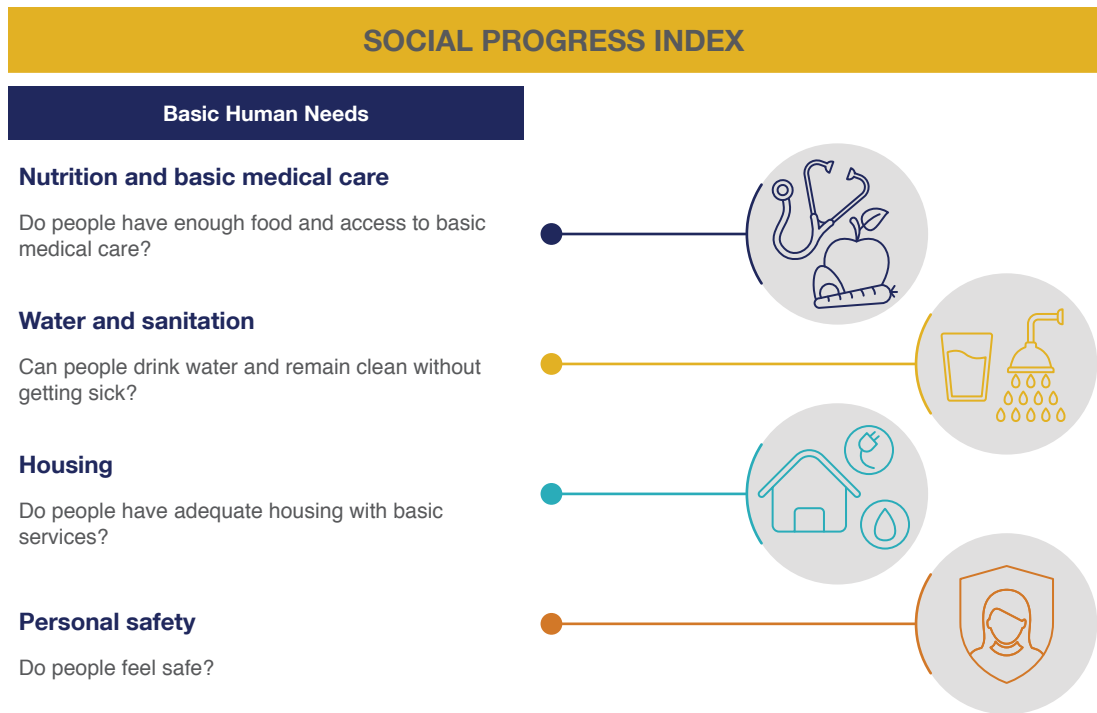 SOCIAL PROGRESS INDEX
Basic Human Needs
Nutrition and basic medical care
Do people have enough food and access to basic
medical care?
Water and sanitation
Can people drink water and remain clean without
getting sick?
Housing
Do people have adequate housing with basic
services?
Personal safety
Do people feel safe?